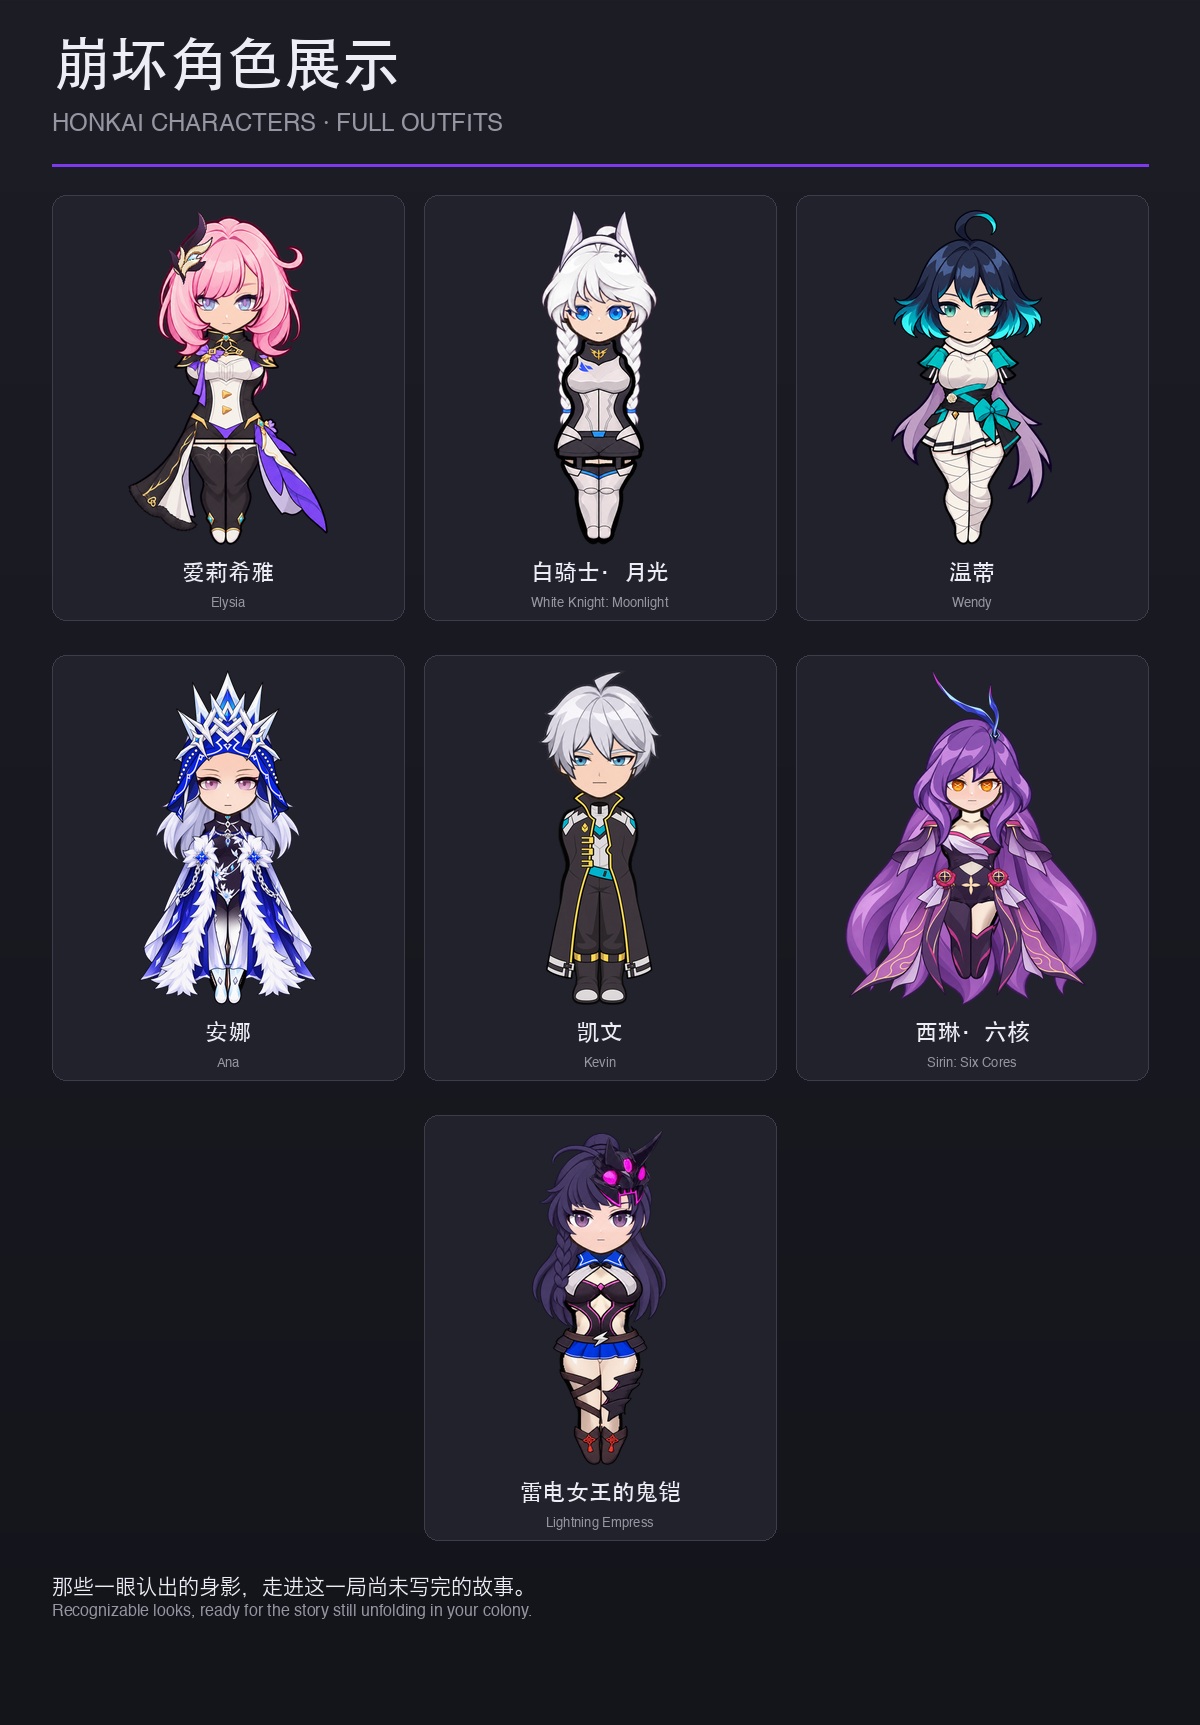 崩坏角色展示
HONKAI CHARACTERS · FULL OUTFITS
爱莉希雅
Elysia
白骑士· 月光
White Knight: Moonlight
温蒂
Wendy
安娜
Ana
凯文
Kevin
西琳· 六核
Sirin: Six Cores
雷电女王的鬼铠
Lightning Empress
那些一眼认出的身影，走进这一局尚未写完的故事。
Recognizable looks, ready for the story still unfolding in your colony.